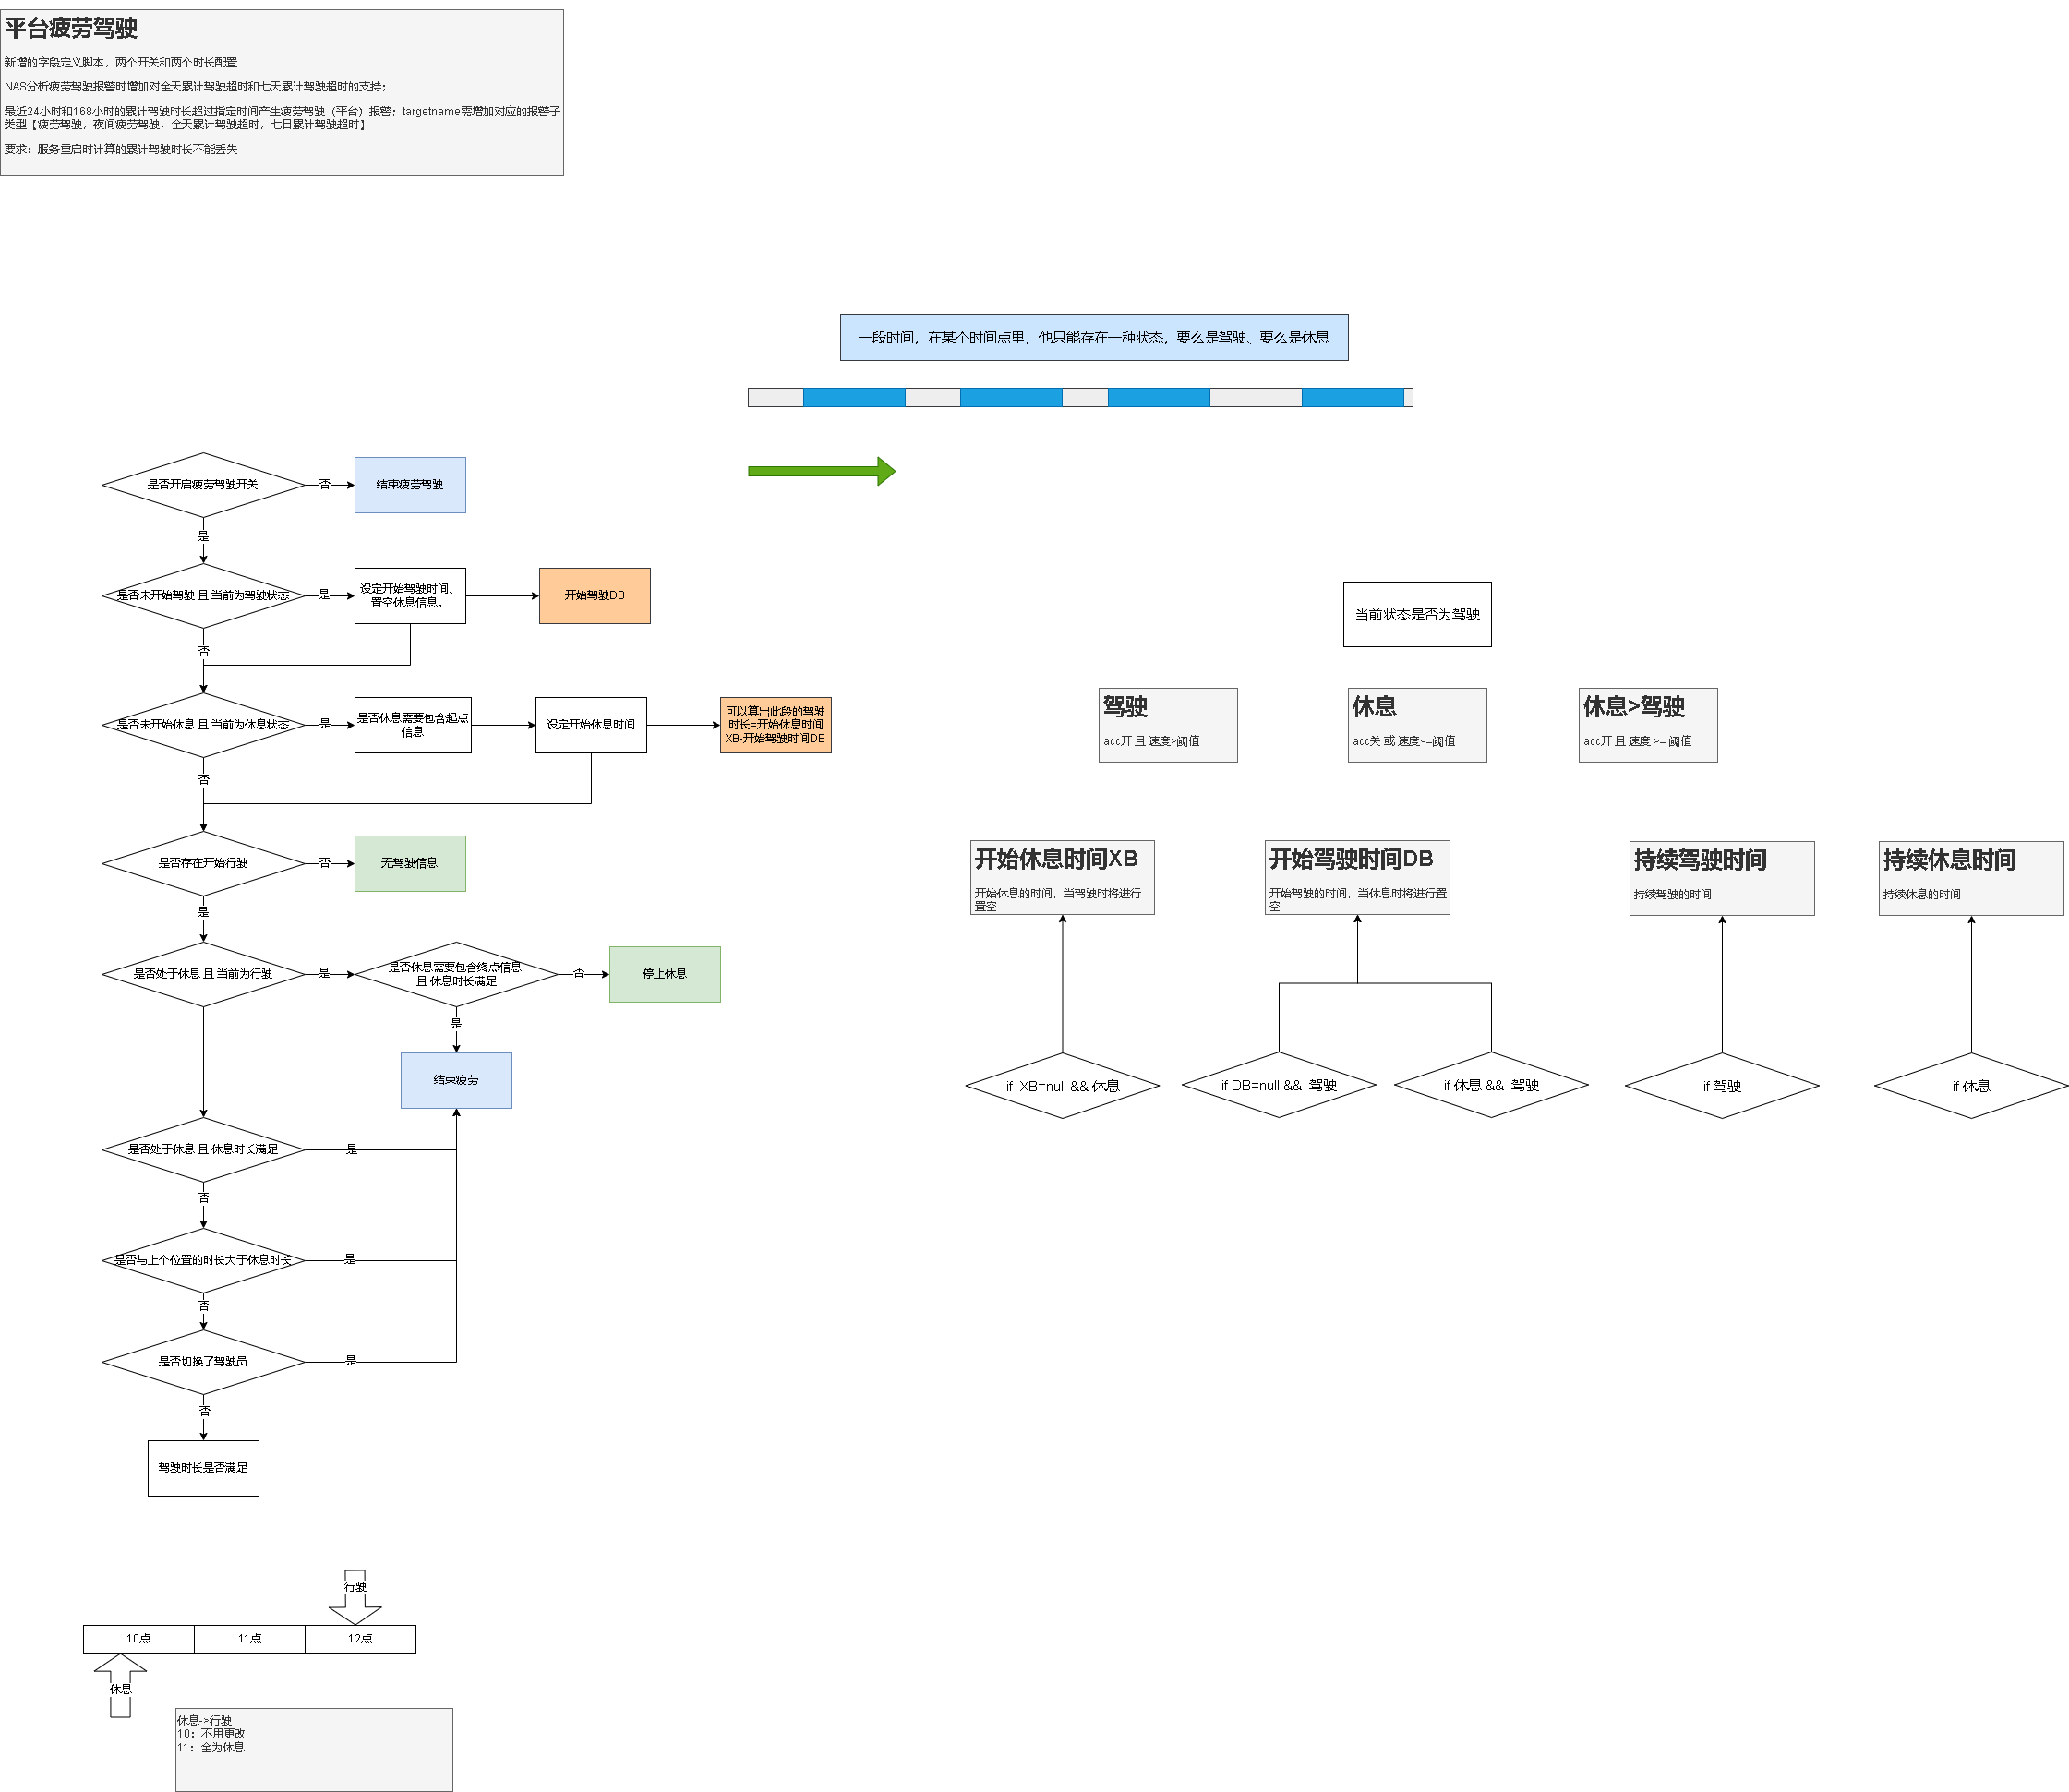 平台疲劳驾驶
新增的字段定义脚本，两个开关和两个时长配置
NAS分析疲劳驾驶报警时增加对全天累计驾驶超时和七天累计驾驶超时的支持；
最近24小时和168小时的累计驾驶时长超过指定时间产生疲劳驾驶（平台）报警；targetname需增加对应的报警子
类型【疲劳驾驶，夜间疲劳驾驶，全天累计驾驶超时，七日累计驾驶超时】
要求：服务重启时计算的累计驾驶时长不能丢失
一段时间，在某个时间点里，他只能存在一种状态，要么是驾驶、要么是休息
是否开启疲劳驾驶开关
否
结束疲劳驾驶
是
是否未开始驾驶 且 当前为驾驶状态
是
设定开始驾驶时间、
置空休息信息。
开始驾驶DB
否
是否未开始休息 且 当前为休息状态
是
是否休息需要包含起点
信息
设定开始休息时间
可以算出此段的驾驶
时长=开始休息时间
XB-开始驾驶时间DB
否
是否存在开始行驶
否
无驾驶信息
是
是否处于休息 且 当前为行驶
是
是否休息需要包含终点信息
且 休息时长满足
否
停止休息
是
结束疲劳
是否处于休息 且 休息时长满足
是
否
是否与上个位置的时长大于休息时长
是
否
是否切换了驾驶员
是
否
驾驶时长是否满足
当前状态是否为驾驶
驾驶
acc开 且 速度>阈值
休息
acc关 或 速度<=阈值
休息>驾驶
acc开 且 速度 >= 阈值
开始休息时间XB
开始休息的时间，当驾驶时将进行
置空
开始驾驶时间DB
开始驾驶的时间，当休息时将进行置
空
持续驾驶时间
持续驾驶的时间
持续休息时间
持续休息的时间
if  XB=null && 休息
if DB=null &&  驾驶
if 休息 &&  驾驶
if 驾驶
if 休息
行驶
10点
11点
12点
休息
休息->行驶
10：不用更改
11：全为休息